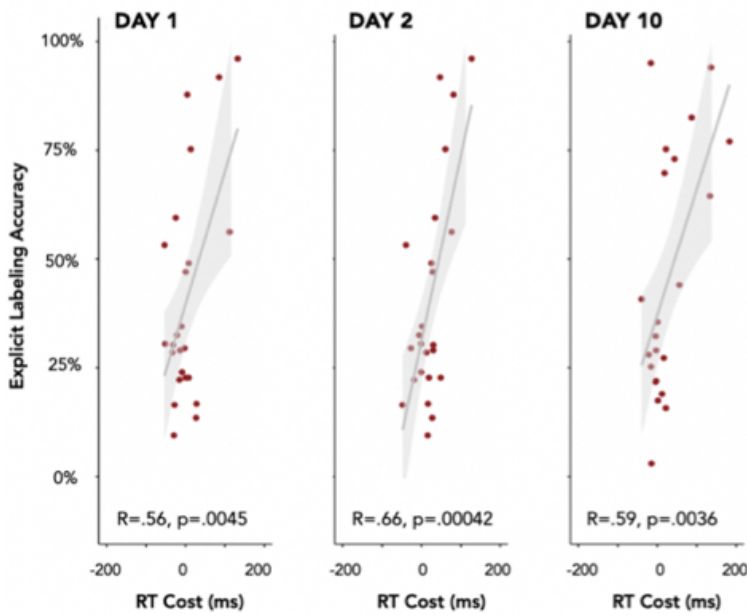 DAY 1
DAY 2
DAY 10
Explicit Labeling Accuracy
100%
75%
50%
25%
0%
R=.56, p=.0045
R=.66, p=.00042
R=.59, p=.0036
-200 0 200
-200 0 200
-200 0 200
RT Cost (ms)
RT Cost (ms)
RT Cost (ms)